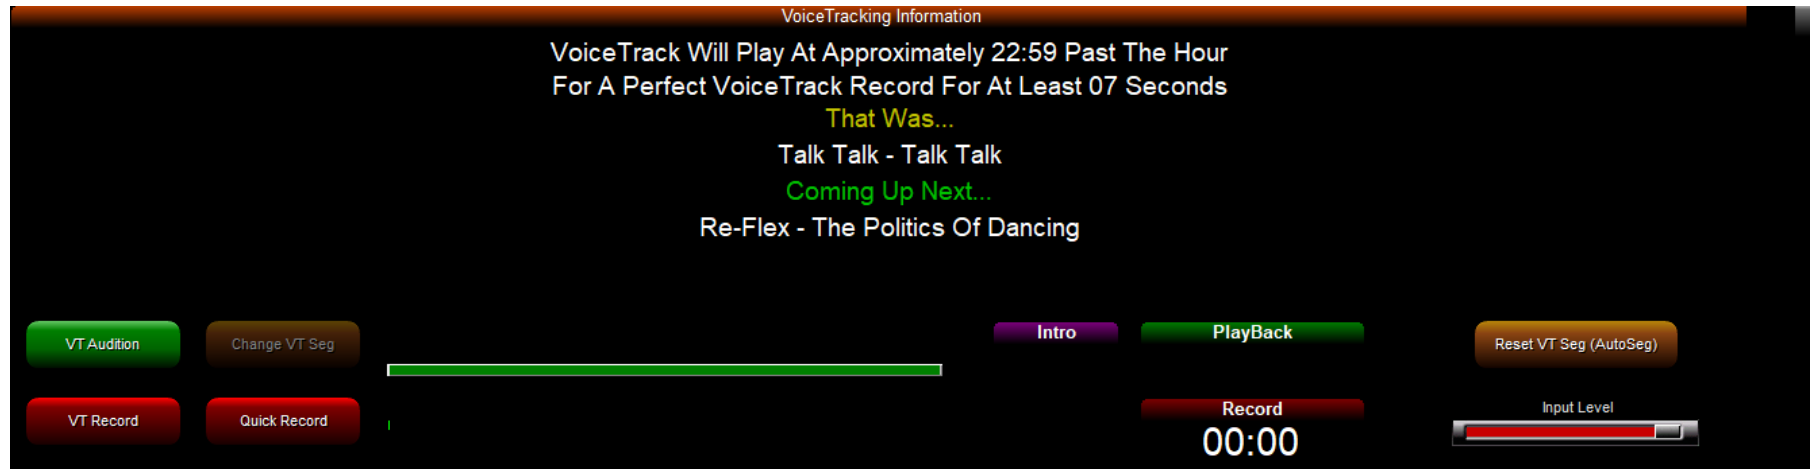 VoiceTracking Information
VoiceTrack Will Play At Approximately 22:59 Past The Hour
For A Perfect VoiceTrack Record For At Least 07 Seconds
That Was...
Talk Talk - Talk Talk
Coming Up Next...
Re-Flex - The Politics Of Dancing
VT Audition
Change VT Seg
Intro
PlayBack
Reset VT Seg (AutoSeg)
VT Record
Quick Record
Record
00:00
Input Level